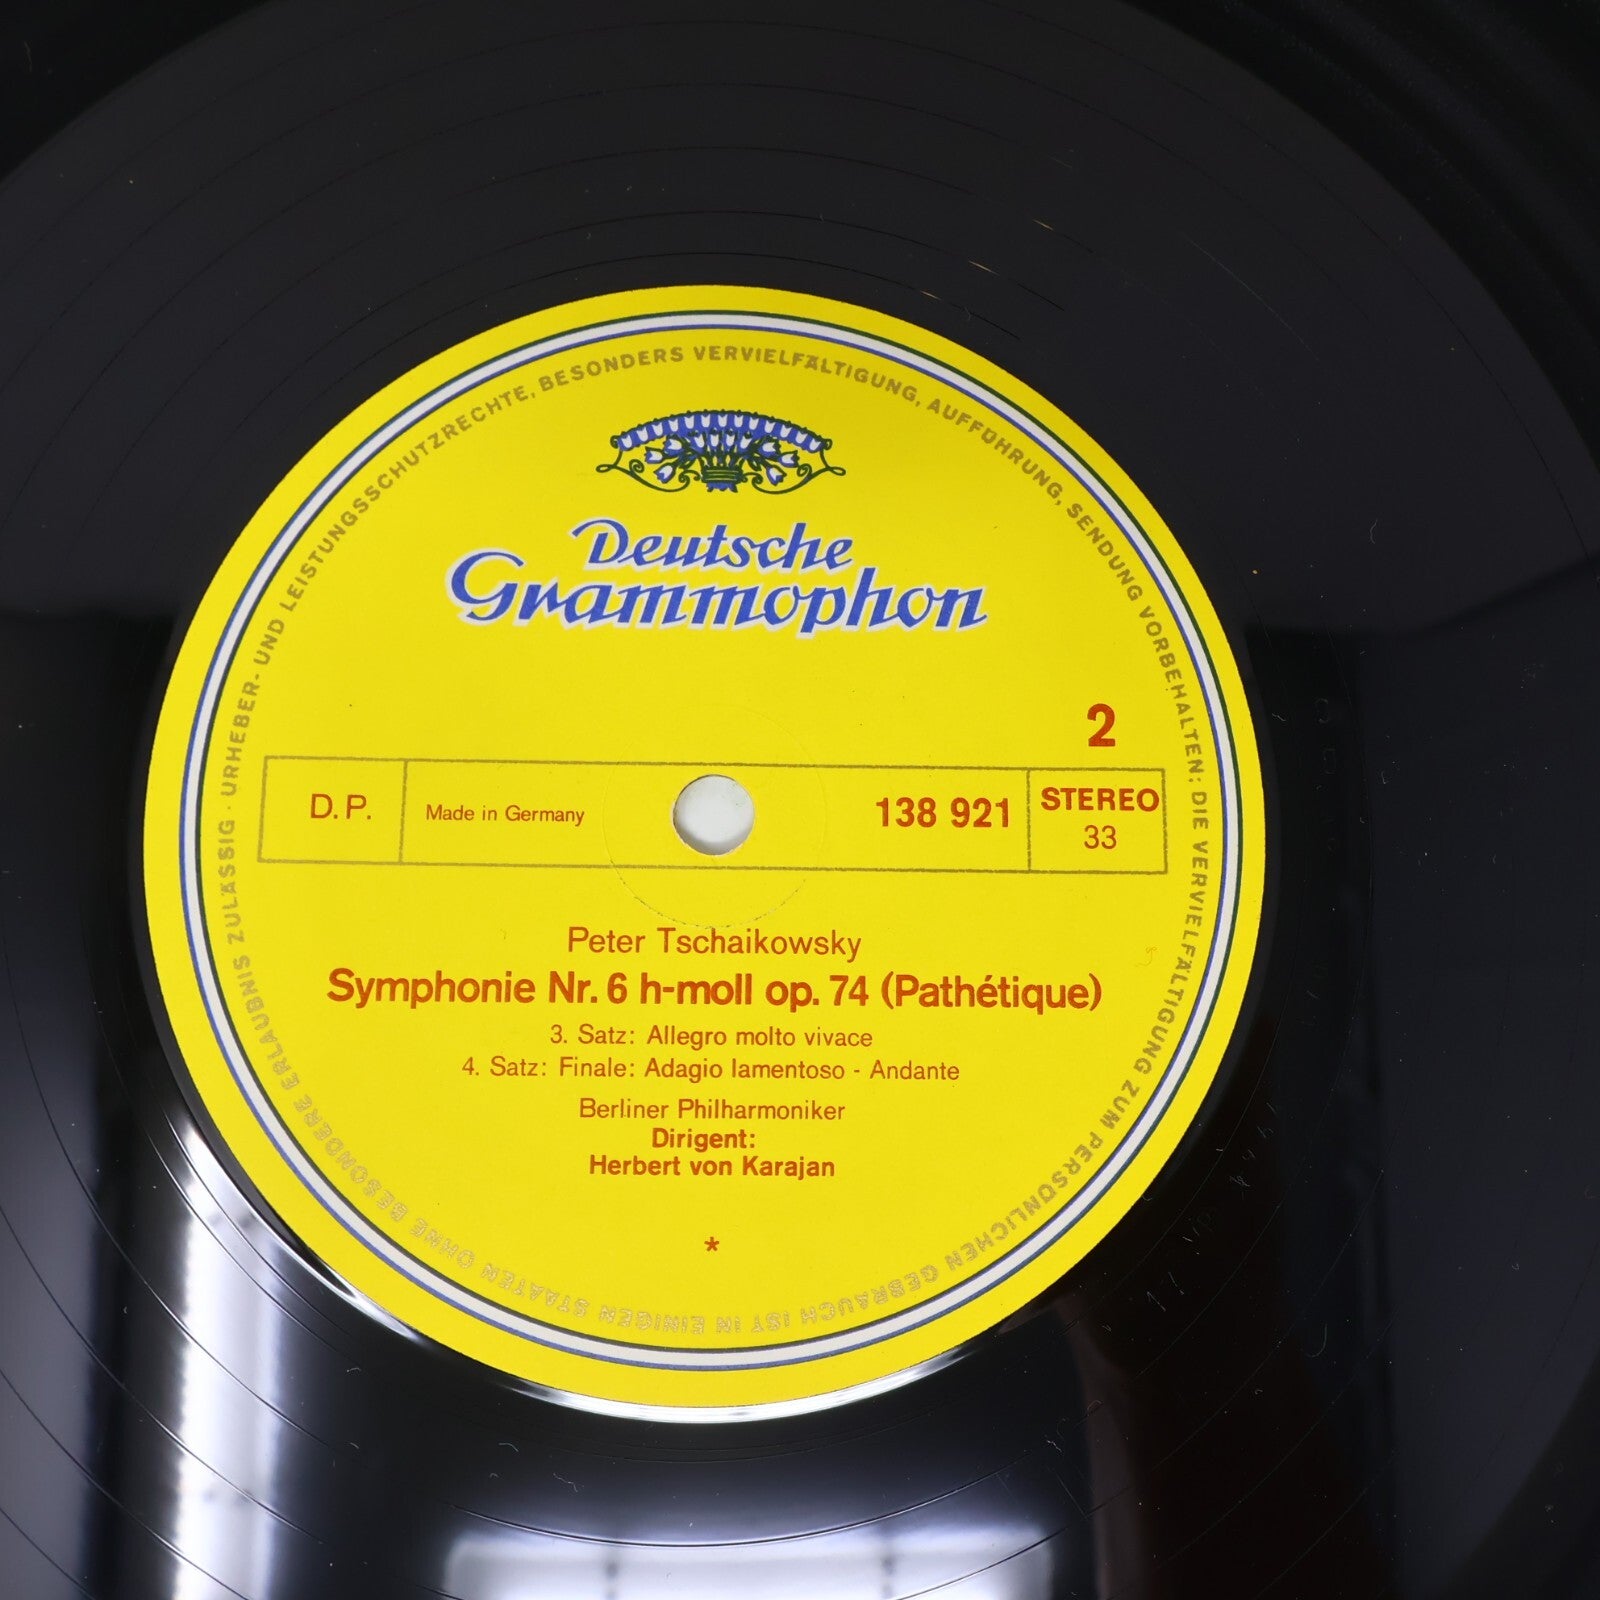 URHEBER- UND LEISTUNGSSCHUTZRECHTE, BESONDERS VERVIELFÄLTIGUNG, AUFFÜHRUNG, SENDUNG VORBEHALTEN: DIE VERVIELFÄLTIGUNG ZUM PERSÖNLICHEN GEBRAUCH IST IN EINIGEN STAATEN OHNE BESONDERE ERLAUBNIS ZULÄSSIG ·
Deutsche
Grammophon
2
D.P.
Made in Germany
138 921
STEREO
33
Peter Tschaikowsky
Symphonie Nr. 6 h-moll op. 74 (Pathétique)
3. Satz: Allegro molto vivace
4. Satz: Finale: Adagio lamentoso - Andante
Berliner Philharmoniker
Dirigent:
Herbert von Karajan
*